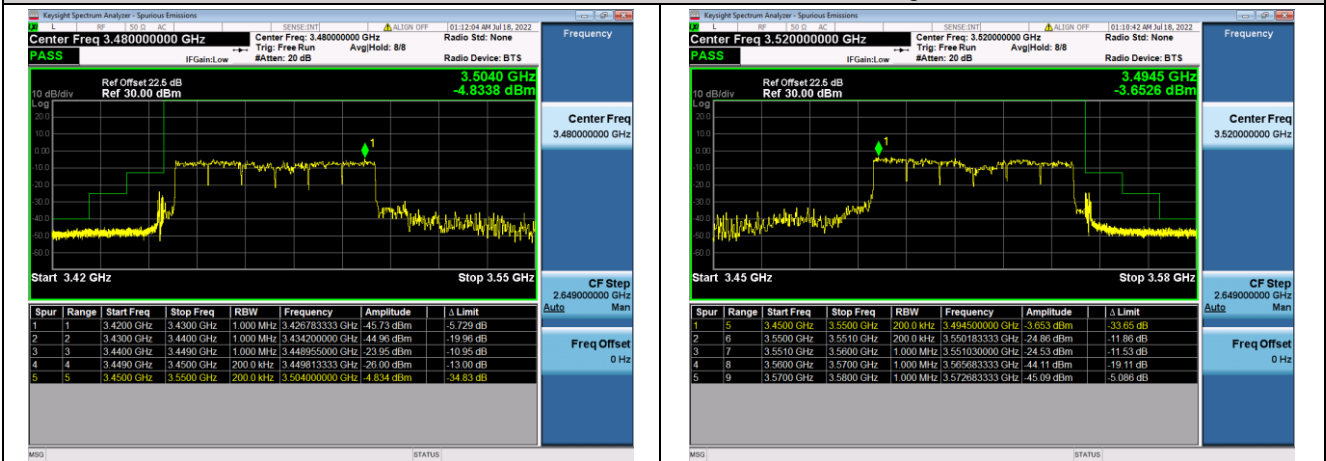 Keysight Spectrum Analyzer - Spurious Emissions
L RF 50 Ω AC SENSE:INT ALIGN OFF 01:12:04 AM Jul 18, 2022
Center Freq 3.480000000 GHz Center Freq: 3.480000000 GHz Radio Std: None Frequency
Trig: Free Run Avg|Hold: 8/8
PASS IFGain:Low #Atten: 20 dB Radio Device: BTS
3.5040 GHz
Ref Offset 22.5 dB
10 dB/div Ref 30.00 dBm -4.8338 dBm
Log
20.0
10.0
0.00
-10.0
-20.0
-30.0
-40.0
-50.0
-60.0
1
Start 3.42 GHz Stop 3.55 GHz
Center Freq
3.480000000 GHz
CF Step
2.649000000 GHz
Auto Man
Freq Offset
0 Hz
Spur Range Start Freq Stop Freq RBW Frequency Amplitude Δ Limit
1 1 3.4200 GHz 3.4300 GHz 1.000 MHz 3.426783333 GHz -45.73 dBm -5.729 dB
2 2 3.4300 GHz 3.4400 GHz 1.000 MHz 3.434200000 GHz -44.96 dBm -19.96 dB
3 3 3.4400 GHz 3.4490 GHz 1.000 MHz 3.448955000 GHz -23.95 dBm -10.95 dB
4 4 3.4490 GHz 3.4500 GHz 200.0 kHz 3.449813333 GHz -26.00 dBm -13.00 dB
5 5 3.4500 GHz 3.5500 GHz 200.0 kHz 3.504000000 GHz -4.834 dBm -34.83 dB
MSG STATUS
Keysight Spectrum Analyzer - Spurious Emissions
L RF 50 Ω AC SENSE:INT ALIGN OFF 01:10:42 AM Jul 18, 2022
Center Freq 3.520000000 GHz Center Freq: 3.520000000 GHz Radio Std: None Frequency
Trig: Free Run Avg|Hold: 8/8
PASS IFGain:Low #Atten: 20 dB Radio Device: BTS
3.4945 GHz
Ref Offset 22.5 dB
10 dB/div Ref 30.00 dBm -3.6526 dBm
Log
20.0
10.0
0.00
-10.0
-20.0
-30.0
-40.0
-50.0
-60.0
1
Start 3.45 GHz Stop 3.58 GHz
Center Freq
3.520000000 GHz
CF Step
2.649000000 GHz
Auto Man
Freq Offset
0 Hz
Spur Range Start Freq Stop Freq RBW Frequency Amplitude Δ Limit
1 5 3.4500 GHz 3.5500 GHz 200.0 kHz 3.494500000 GHz -3.653 dBm -33.65 dB
2 6 3.5500 GHz 3.5510 GHz 200.0 kHz 3.550183333 GHz -24.86 dBm -11.86 dB
3 7 3.5510 GHz 3.5600 GHz 1.000 MHz 3.551030000 GHz -24.53 dBm -11.53 dB
4 8 3.5600 GHz 3.5700 GHz 1.000 MHz 3.565683333 GHz -44.11 dBm -19.11 dB
5 9 3.5700 GHz 3.5800 GHz 1.000 MHz 3.572683333 GHz -45.09 dBm -5.086 dB
MSG STATUS